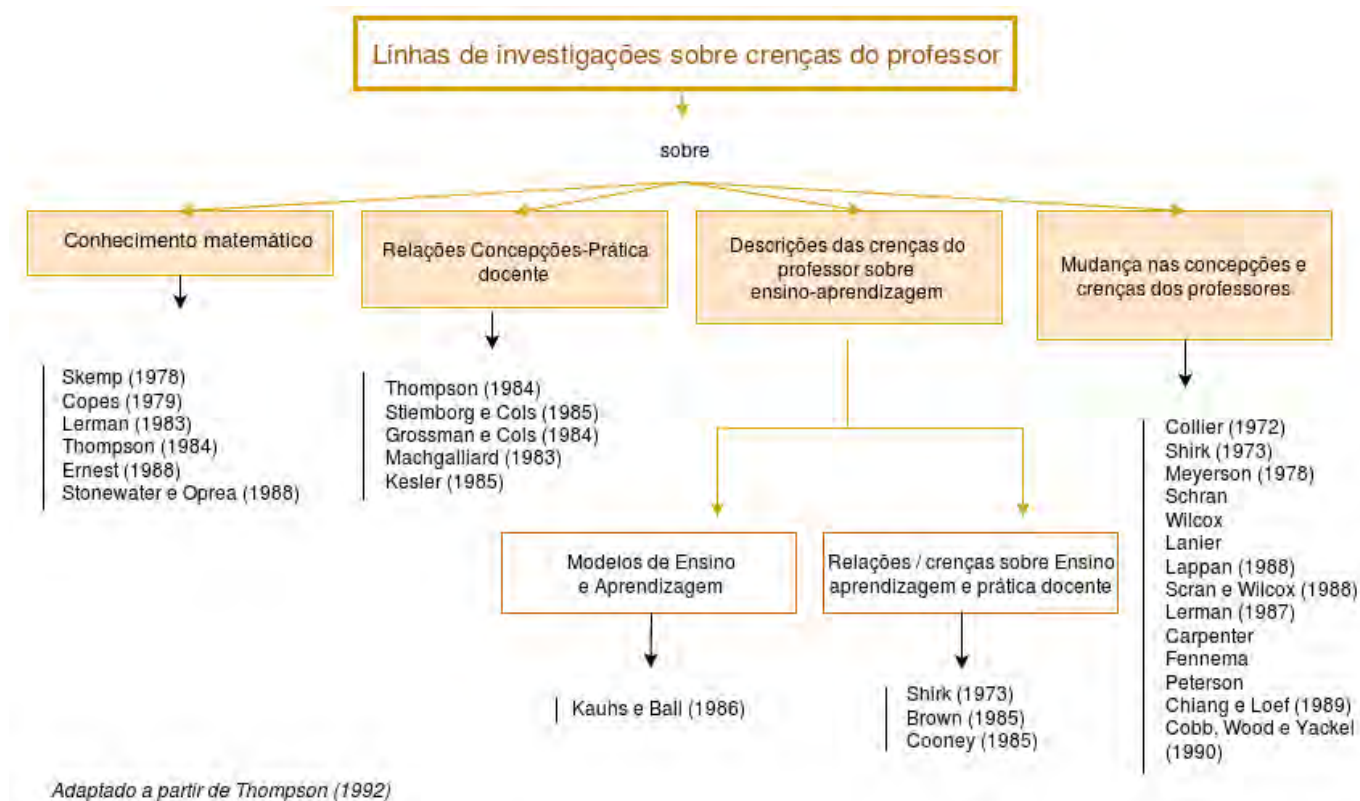 Linhas de investigações sobre crenças do professor
sobre
Conhecimento matemático
Skemp (1978)
Copes (1979)
Lerman (1983)
Thompson (1984)
Ernest (1988)
Stonewater e Oprea (1988)
Relações Concepções-Prática
docente
Thompson (1984)
Stiemborg e Cols (1985)
Grossman e Cols (1984)
Machgalliard (1983)
Kesler (1985)
Descrições das crenças do
professor sobre
ensino-aprendizagem
Modelos de Ensino
e Aprendizagem
Kauhs e Ball (1986)
Relações / crenças sobre Ensino
aprendizagem e prática docente
Shirk (1973)
Brown (1985)
Cooney (1985)
Mudança nas concepções e
crenças dos professores
Collier (1972)
Shirk (1973)
Meyerson (1978)
Schran
Wilcox
Lanier
Lappan (1988)
Scran e Wilcox (1988)
Lerman (1987)
Carpenter
Fennema
Peterson
Chiang e Loef (1989)
Cobb, Wood e Yackel
(1990)
Adaptado a partir de Thompson (1992)